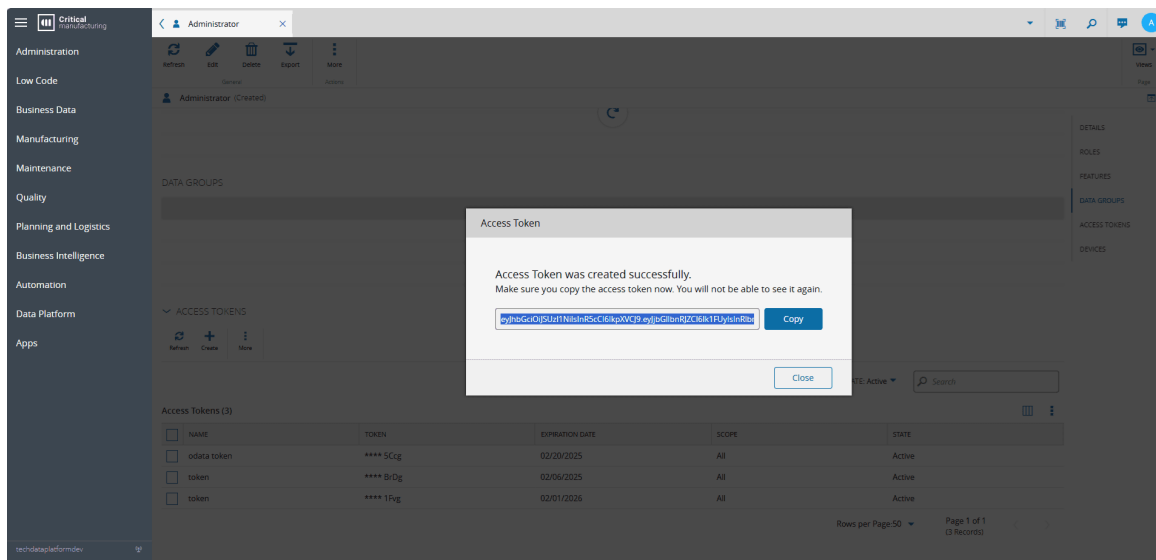 Critical
manufacturing
Administrator
A
Administration
Low Code
Business Data
Manufacturing
Maintenance
Quality
Planning and Logistics
Business Intelligence
Automation
Data Platform
Apps
techdataplatformdev
Refresh Edit Delete Export More
General Actions
Views
Page
Administrator (Created)
DETAILS
ROLES
FEATURES
DATA GROUPS
ACCESS TOKENS
DEVICES
DATA GROUPS
Access Token
Access Token was created successfully.
Make sure you copy the access token now. You will not be able to see it again.
Copy
Close
ACCESS TOKENS
Refresh Create More
ATE: Active Search
Access Tokens (3)
NAME TOKEN EXPIRATION DATE SCOPE STATE
odata token **** 5Ccg 02/20/2025 All Active
token **** BrDg 02/06/2025 All Active
token **** 1Fvg 02/01/2026 All Active
Rows per Page:50 Page 1 of 1
(3 Records)